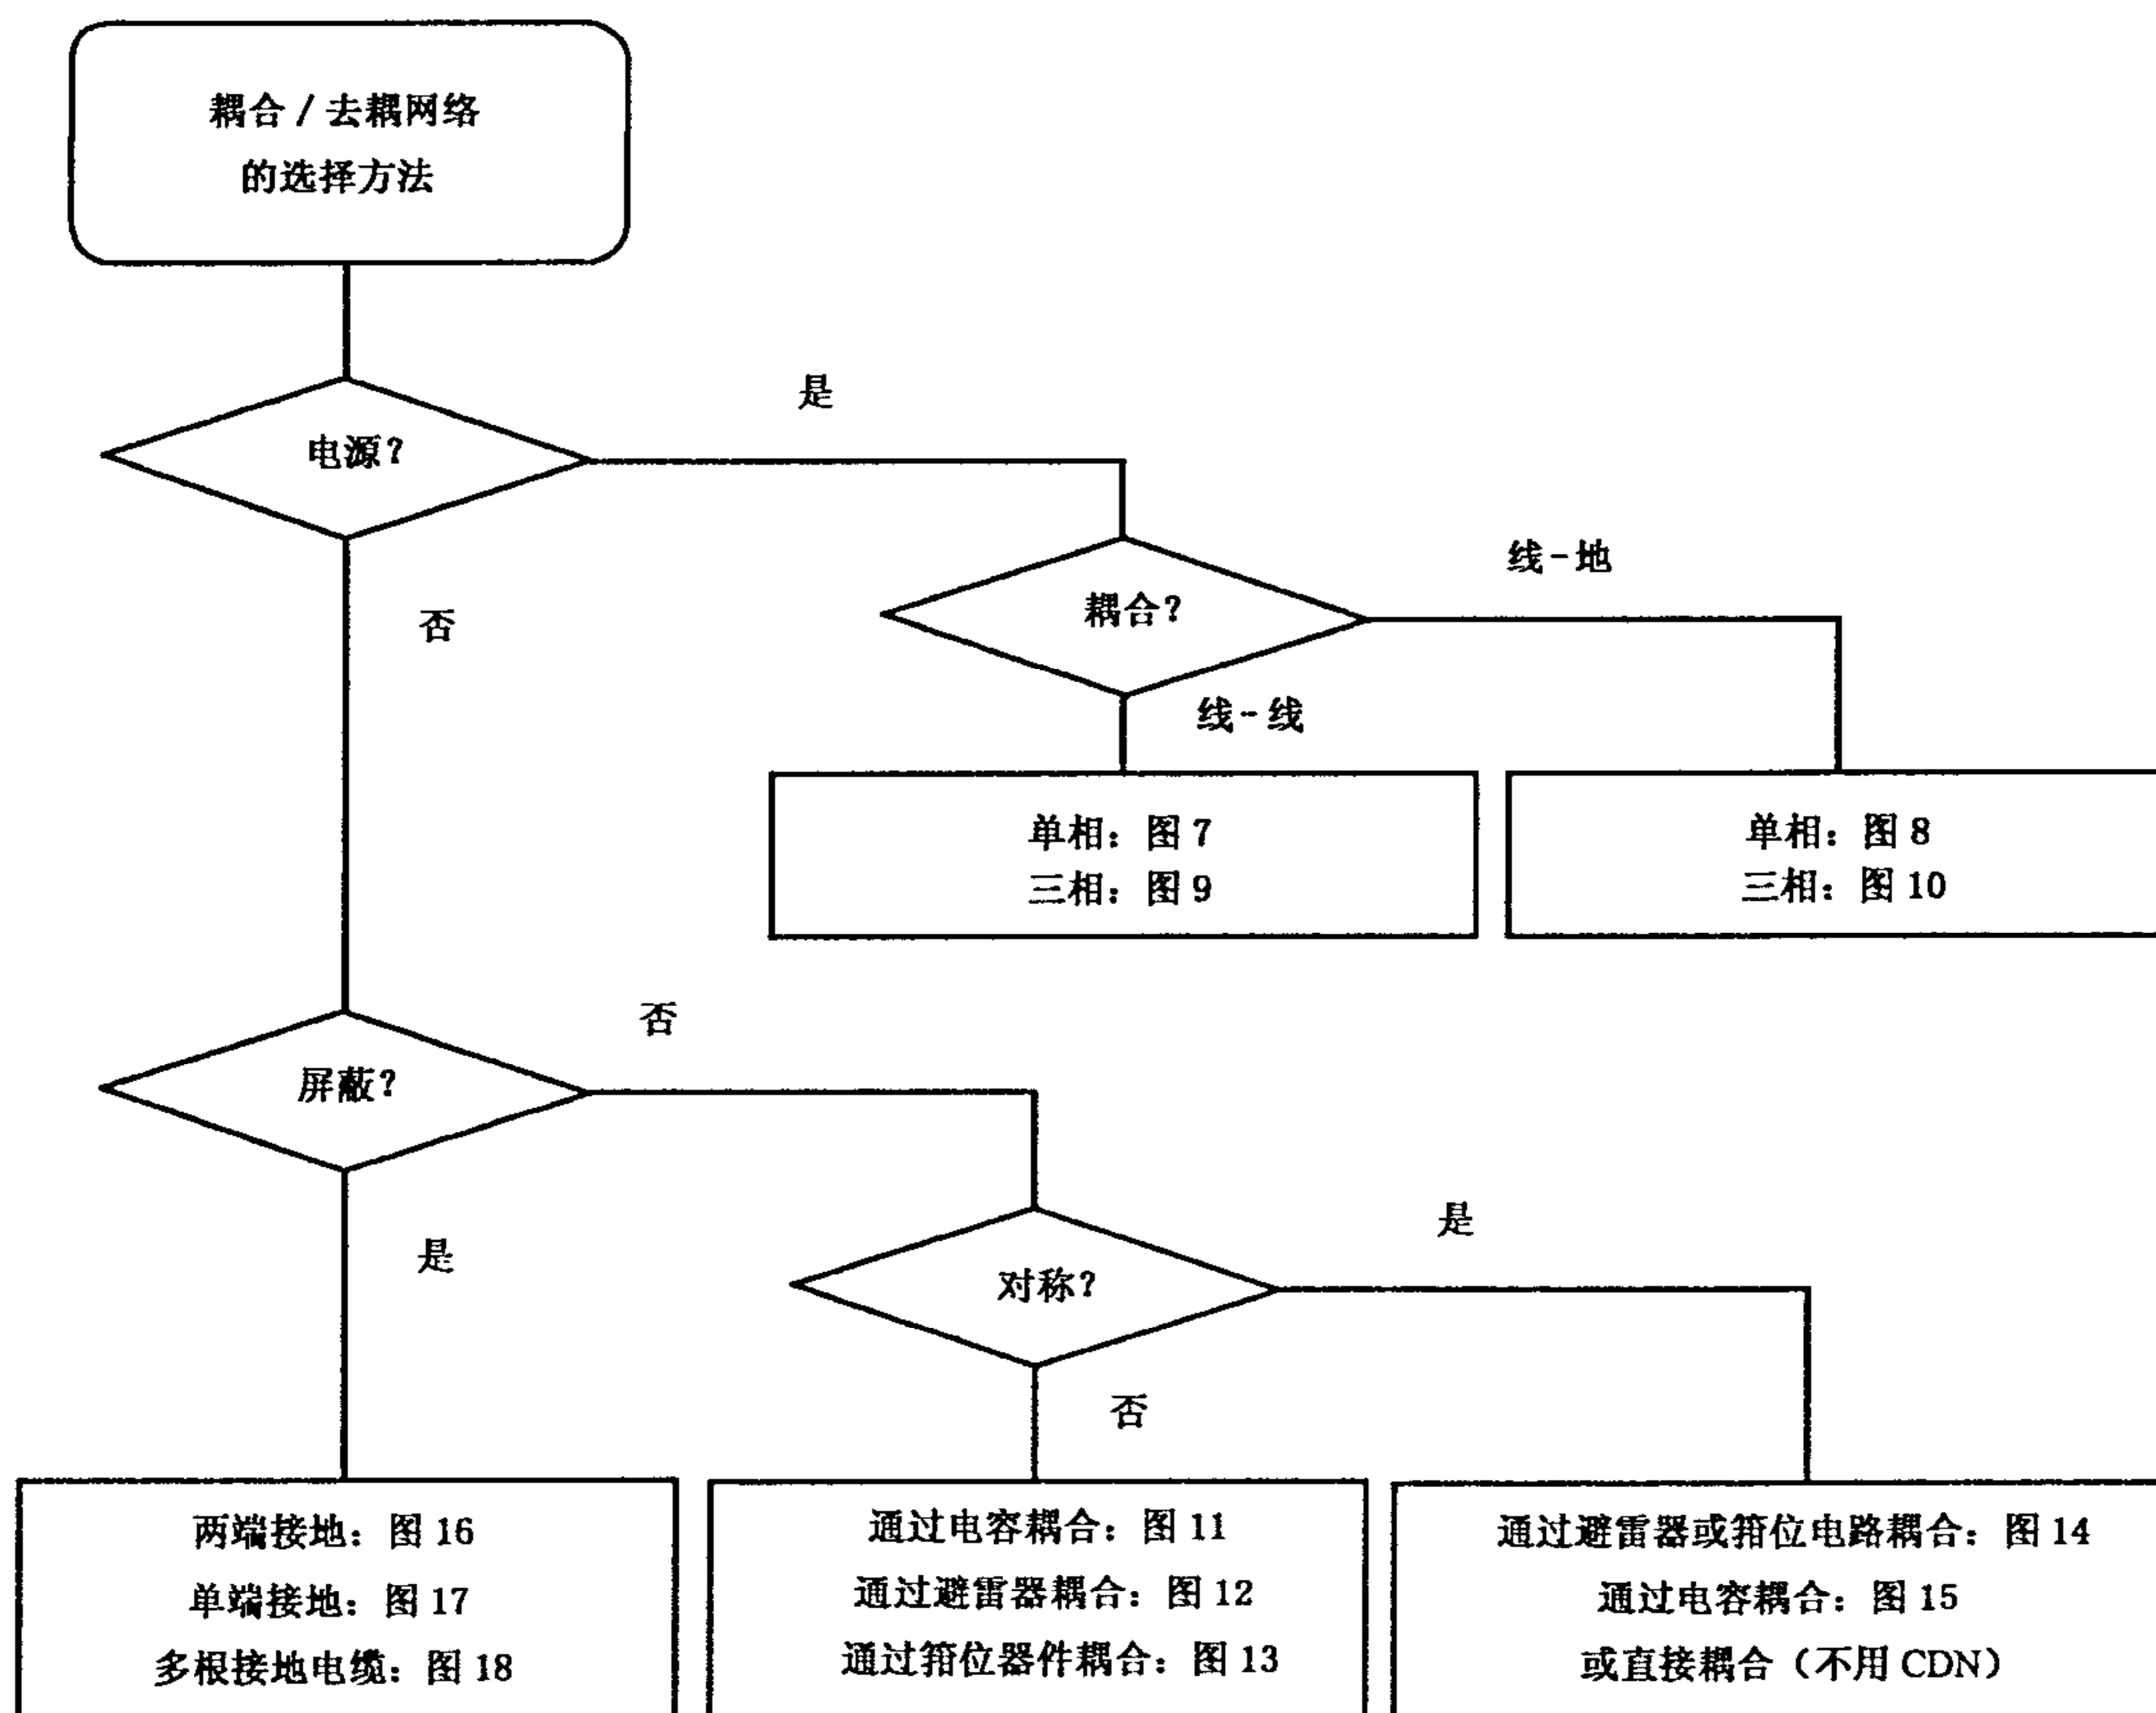 耦合/去耦网络
的选择方法
是
电源?
线-地
耦合?
否
线-线
单相:图 7
三相:图 9
单相:图 8
三相:图 10
否
屏蔽?
是
是
对称?
否
两端接地:图 16
单端接地:图 17
多根接地电缆:图 18
通过电容耦合:图 11
通过避雷器耦合:图 12
通过箝位器件耦合:图 13
通过避雷器或箝位电路耦合:图 14
通过电容耦合:图 15
或直接耦合(不用 CDN)